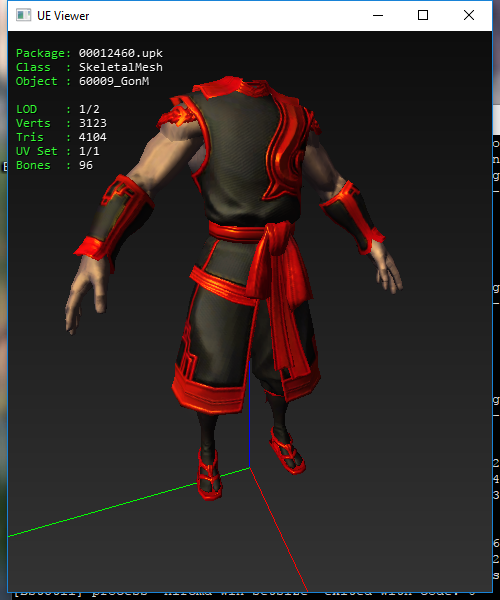 UE Viewer
Package: 00012460.upk
Class : SkeletalMesh
Object : 60009_GonM
LOD : 1/2
Verts : 3123
Tris : 4104
UV Set : 1/1
Bones : 96